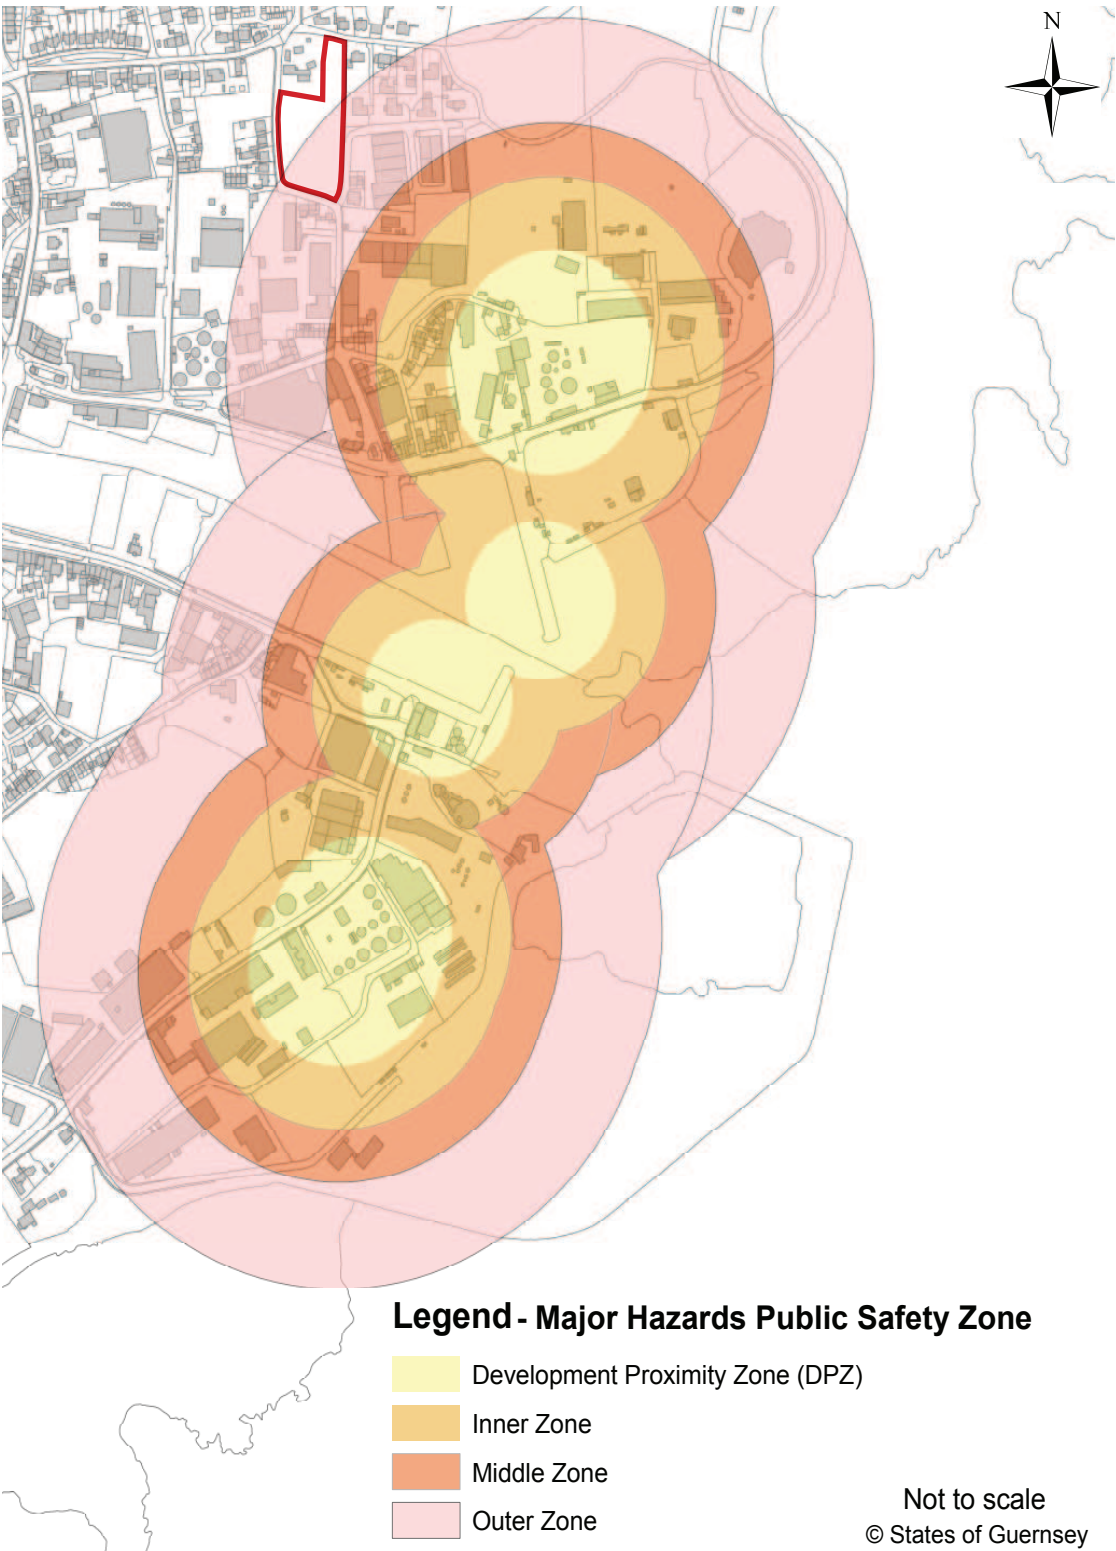 N
Legend - Major Hazards Public Safety Zone
Development Proximity Zone (DPZ)
Inner Zone
Middle Zone
Outer Zone
Not to scale
© States of Guernsey